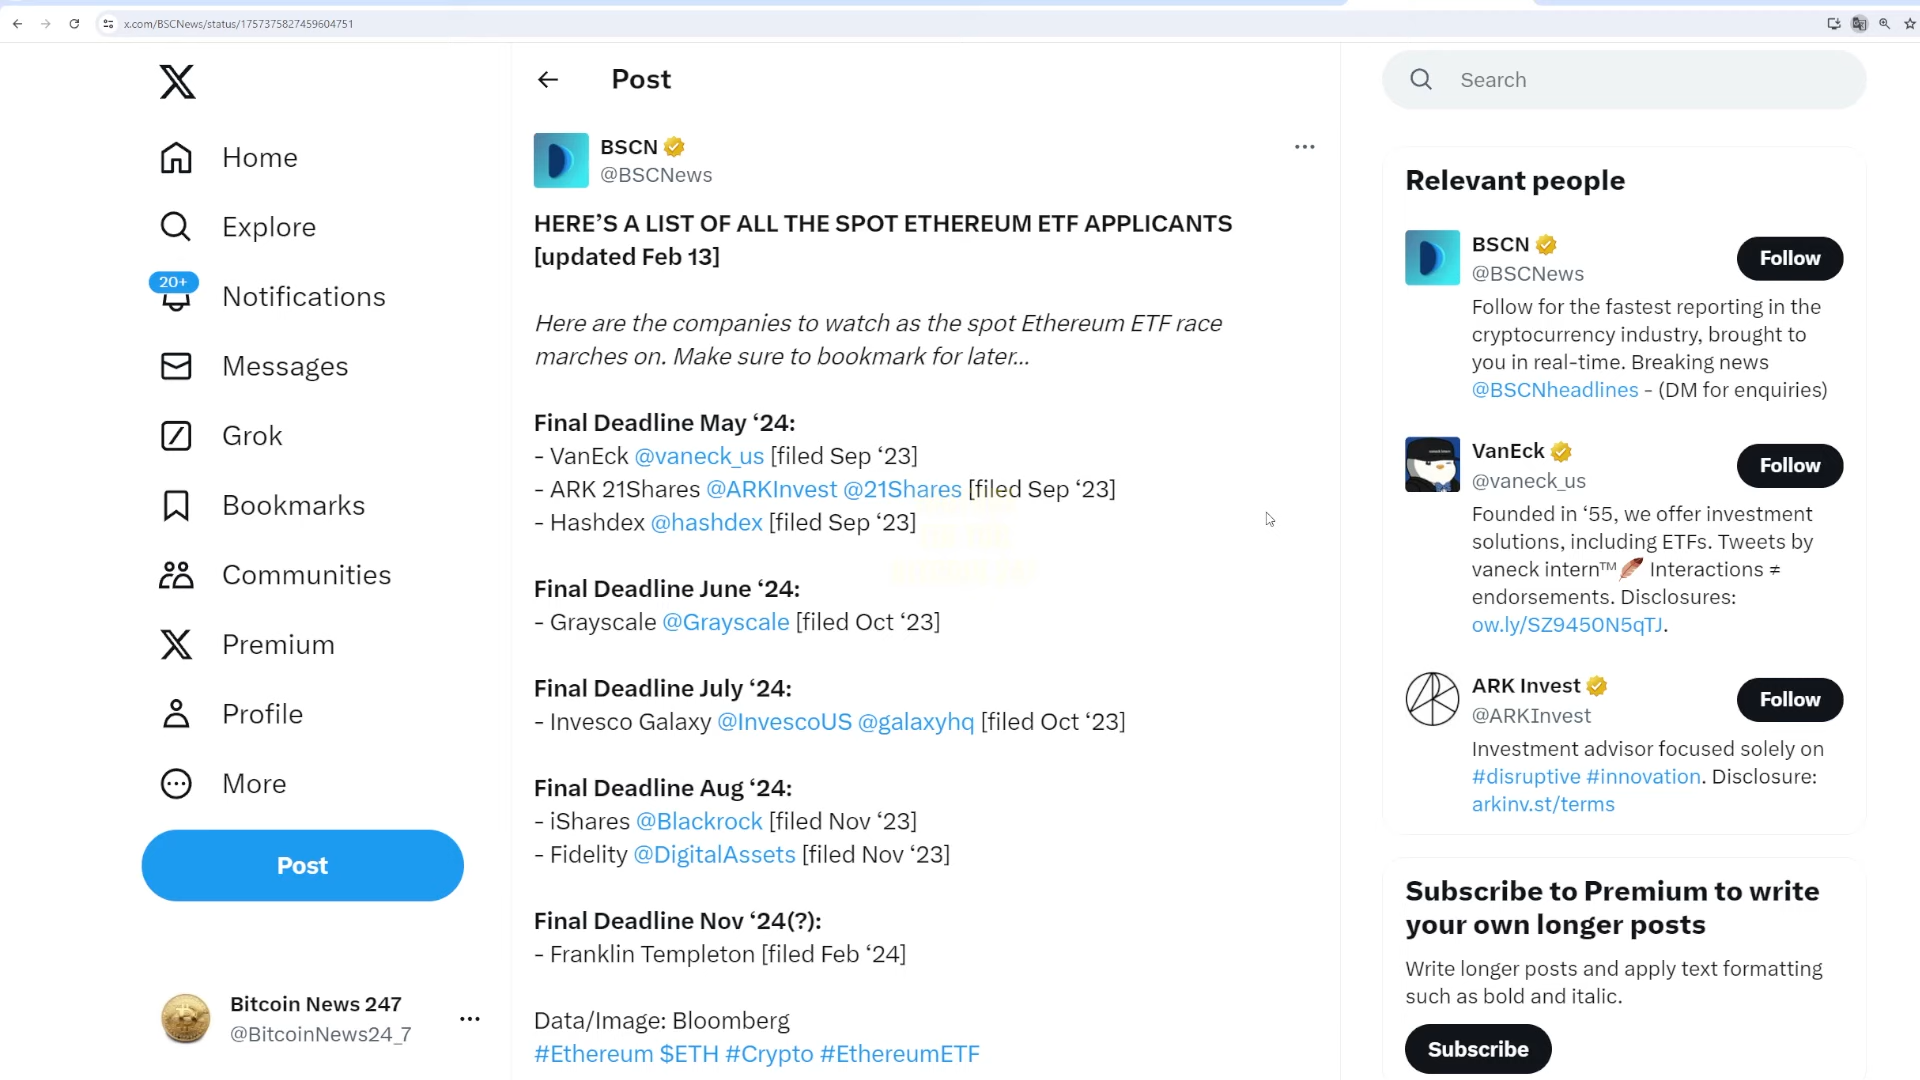 x.com/BSCNews/status/1757375827459604751
Home
Explore
20+
Notifications
Messages
Grok
Bookmarks
Communities
Premium
Profile
More
Post
Bitcoin News 247
@BitcoinNews24_7
Post
BSCN
@BSCNews
HERE’S A LIST OF ALL THE SPOT ETHEREUM ETF APPLICANTS
[updated Feb 13]
Here are the companies to watch as the spot Ethereum ETF race
marches on. Make sure to bookmark for later...
Final Deadline May ‘24:
- VanEck @vaneck_us [filed Sep ‘23]
- ARK 21Shares @ARKInvest @21Shares [filed Sep ‘23]
- Hashdex @hashdex [filed Sep ‘23]
Final Deadline June ‘24:
- Grayscale @Grayscale [filed Oct ‘23]
Final Deadline July ‘24:
- Invesco Galaxy @InvescoUS @galaxyhq [filed Oct ‘23]
Final Deadline Aug ‘24:
- iShares @Blackrock [filed Nov ‘23]
- Fidelity @DigitalAssets [filed Nov ‘23]
Final Deadline Nov ‘24(?):
- Franklin Templeton [filed Feb ‘24]
Data/Image: Bloomberg
#Ethereum $ETH #Crypto #EthereumETF
Search
Relevant people
BSCN
@BSCNews
Follow
Follow for the fastest reporting in the
cryptocurrency industry, brought to
you in real-time. Breaking news
@BSCNheadlines - (DM for enquiries)
VanEck
@vaneck_us
Follow
Founded in ‘55, we offer investment
solutions, including ETFs. Tweets by
vaneck intern™ Interactions ≠
endorsements. Disclosures:
ow.ly/SZ9450N5qTJ.
ARK Invest
@ARKInvest
Follow
Investment advisor focused solely on
#disruptive #innovation. Disclosure:
arkinv.st/terms
Subscribe to Premium to write
your own longer posts
Write longer posts and apply text formatting
such as bold and italic.
Subscribe